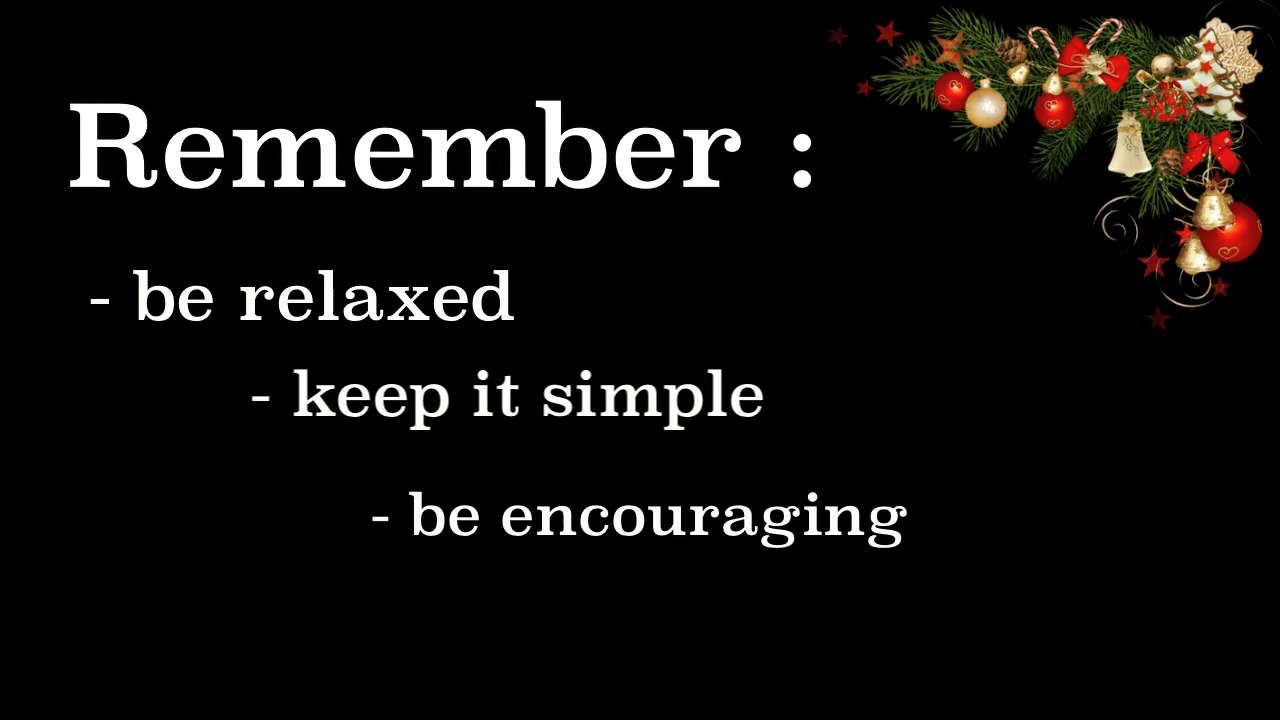 Remember :
- be relaxed
- keep it simple
- be encouraging